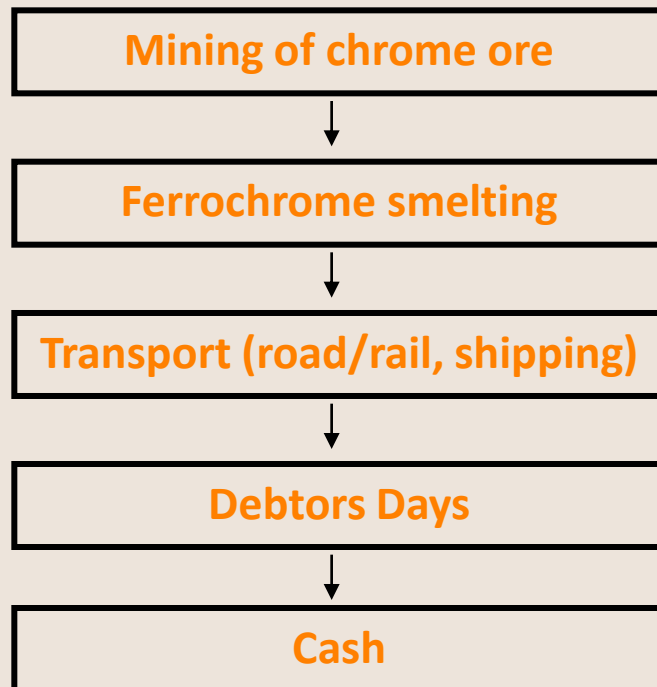 Mining of chrome ore
Ferrochrome smelting
Transport (road/rail, shipping)
Debtors Days
Cash